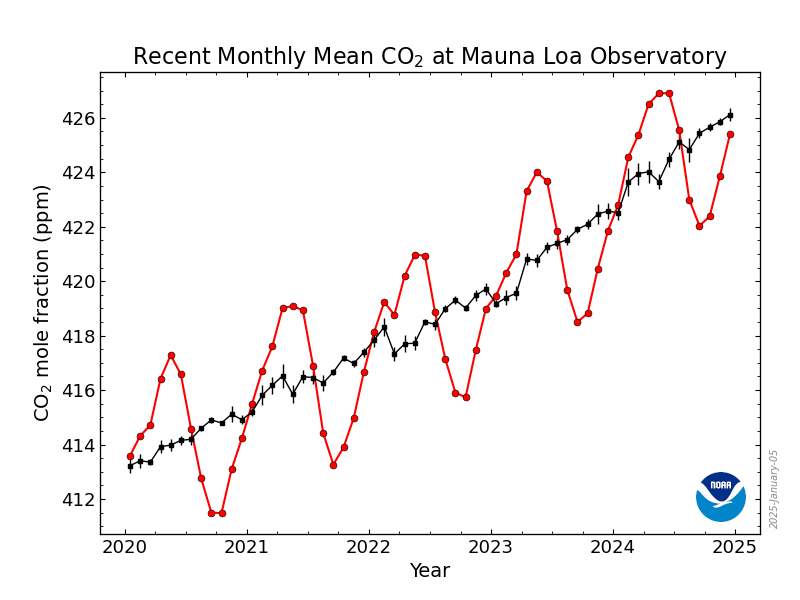 Recent Monthly Mean CO₂ at Mauna Loa Observatory
CO₂ mole fraction (ppm)
426
424
422
420
418
416
414
412
2020 2021 2022 2023 2024 2025
Year
NOAA
2025-January-05